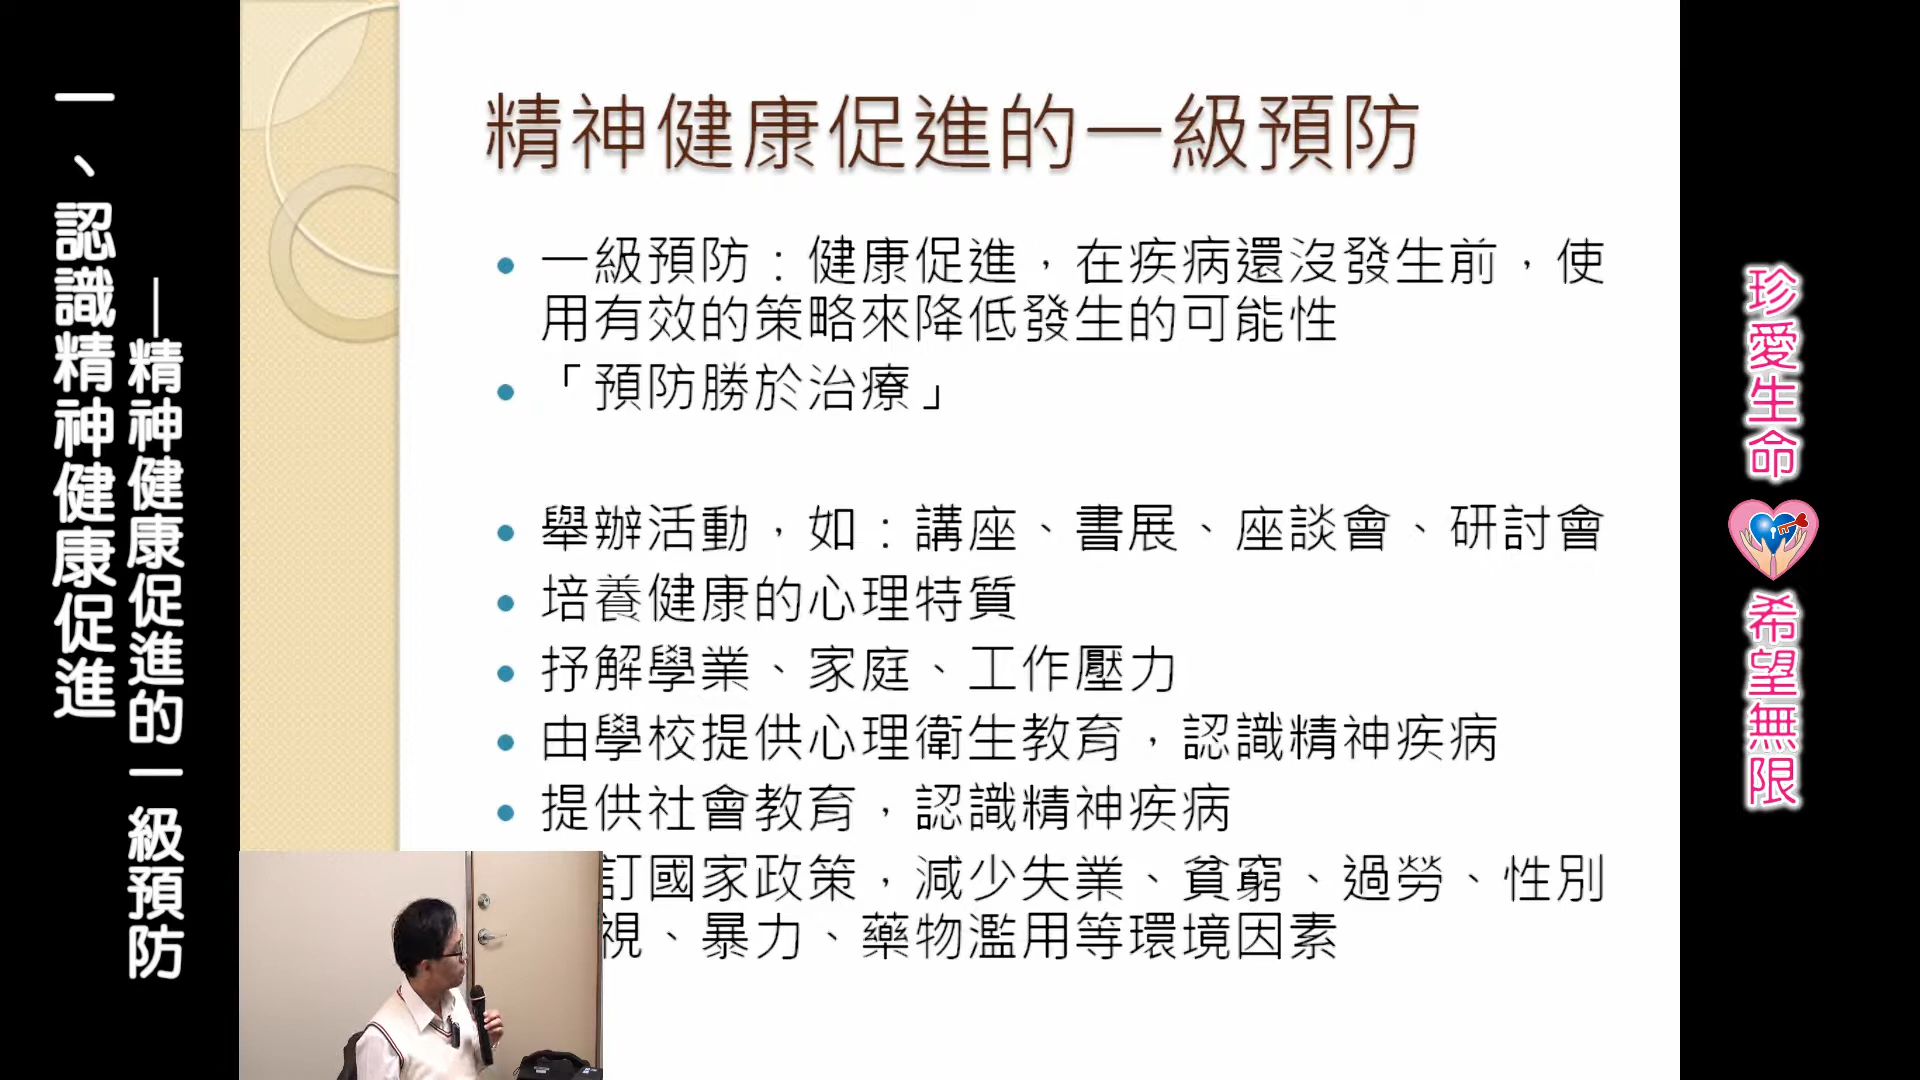 一、認識精神健康促進
—精神健康促進的一級預防
精神健康促進的一級預防
一級預防：健康促進，在疾病還沒發生前，使
用有效的策略來降低發生的可能性
「預防勝於治療」
舉辦活動，如：講座、書展、座談會、研討會
培養健康的心理特質
抒解學業、家庭、工作壓力
由學校提供心理衛生教育，認識精神疾病
提供社會教育，認識精神疾病
訂國家政策，減少失業、貧窮、過勞、性別
視、暴力、藥物濫用等環境因素
珍愛生命
希望無限